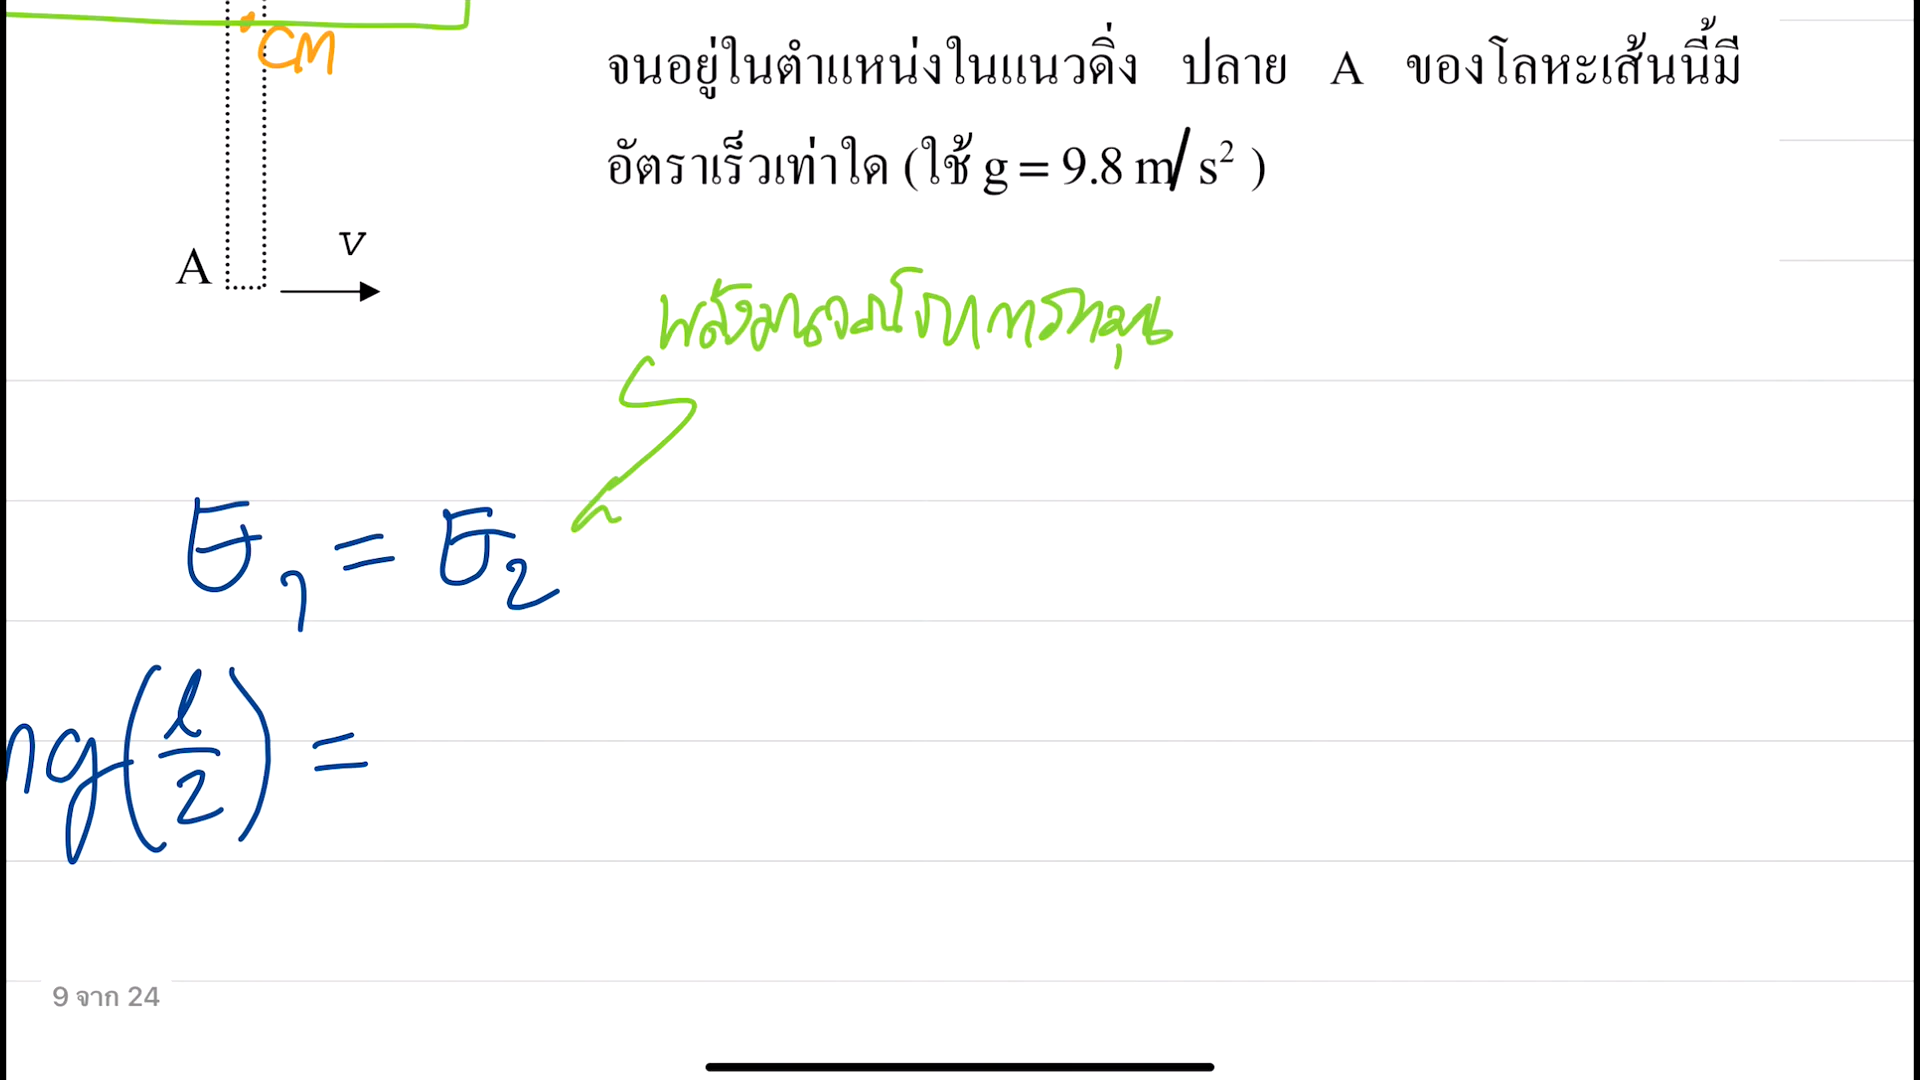 CM
จนอยู่ในตำแหน่งในแนวดิ่ง ปลาย A ของโลหะเส้นนี้มี
อัตราเร็วเท่าใด (ใช้ g = 9.8 m/s² )
v
A
พลังงานจลน์ของการหมุน
E₁ = E₂
mg(l/2) =
9 จาก 24